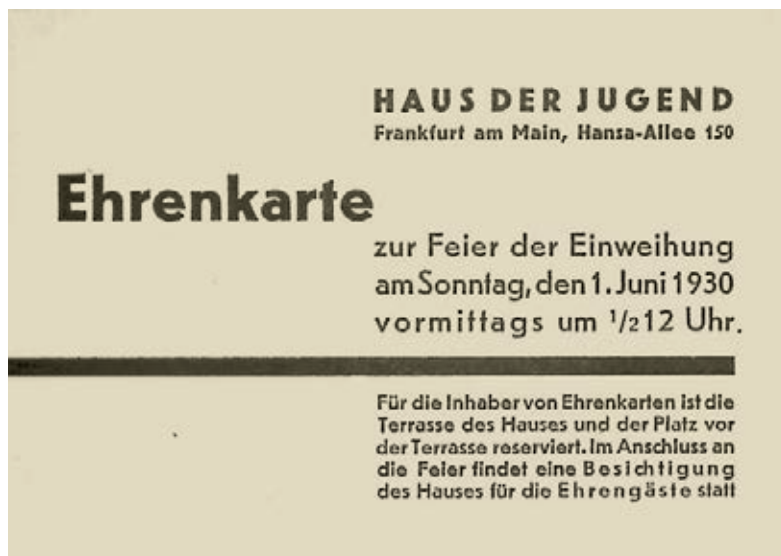 HAUS DER JUGEND
Frankfurt am Main, Hansa-Allee 150
Ehrenkarte
zur Feier der Einweihung
am Sonntag, den 1. Juni 1930
vormittags um ½12 Uhr.
Für die Inhaber von Ehrenkarten ist die
Terrasse des Hauses und der Platz vor
der Terrasse reserviert. Im Anschluss an
die Feier findet eine Besichtigung
des Hauses für die Ehrengäste statt